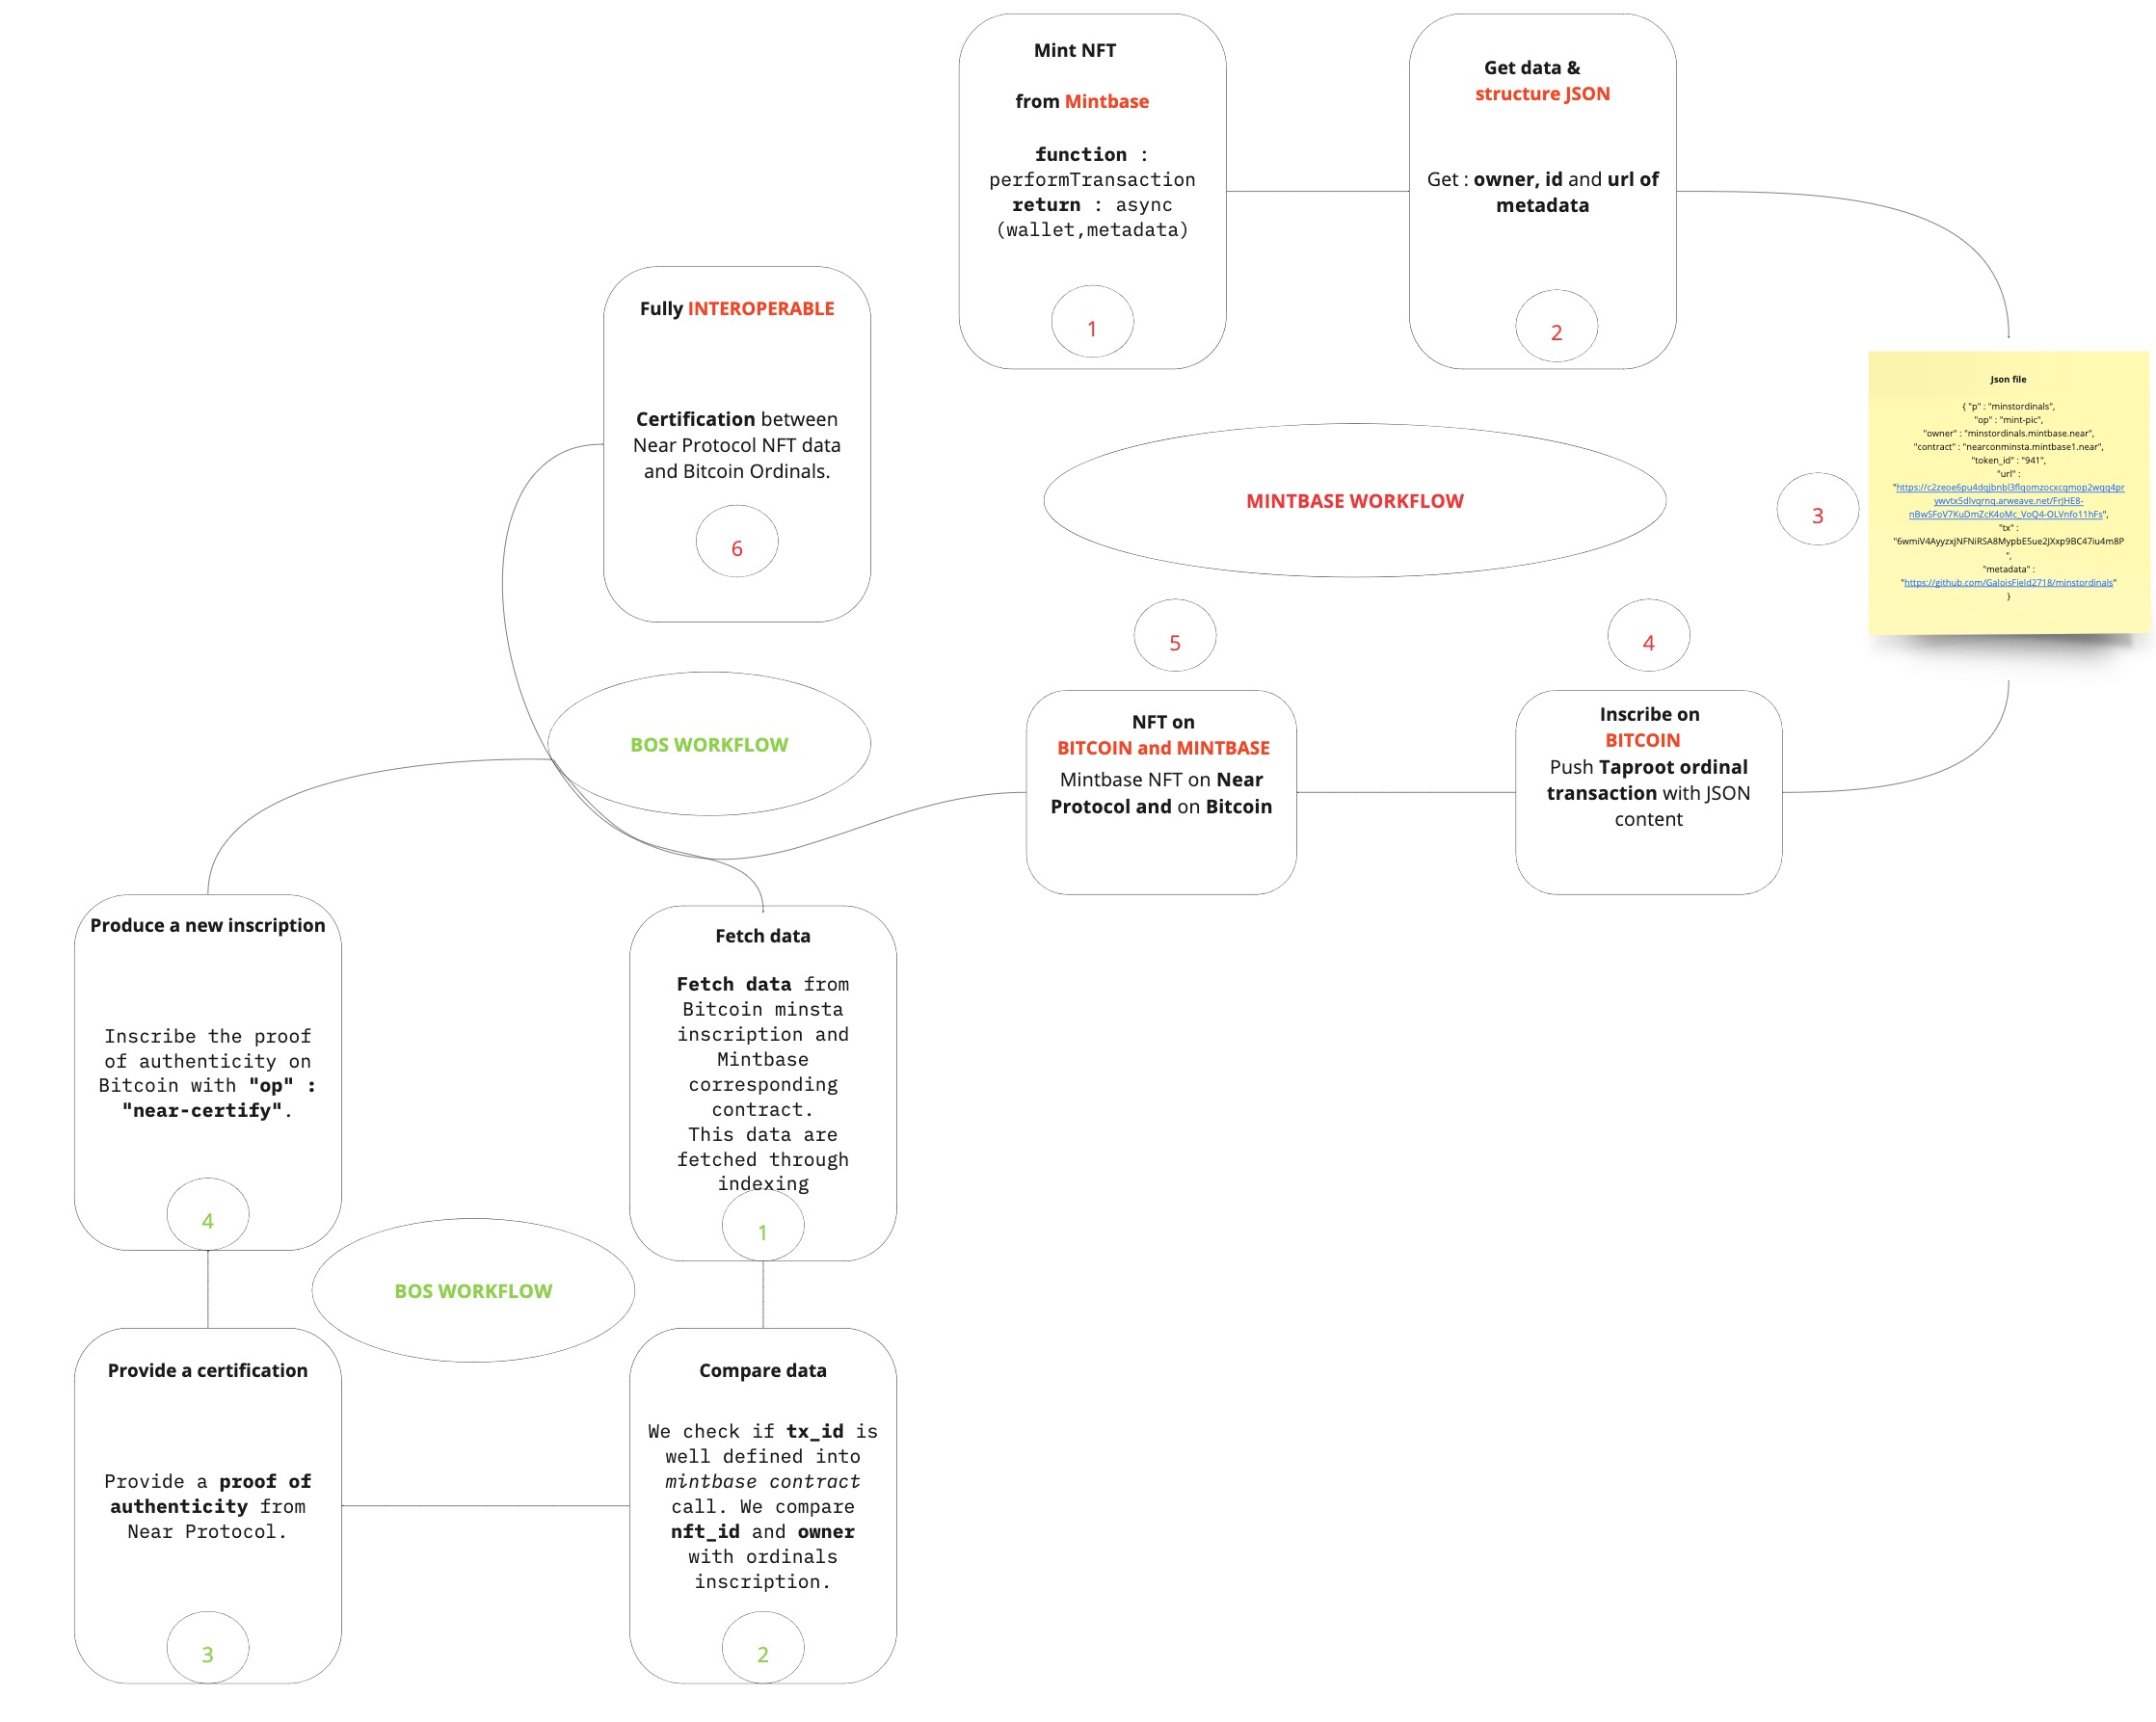 Mint NFT
from Mintbase
function :
performTransaction
return : async
(wallet,metadata)
1
Get data &
structure JSON
Get : owner, id and url of
metadata
2
Json file
{ "p" : "minstordinals",
"op" : "mint-pic",
"owner" : "minstordinals.mintbase.near",
"contract" : "nearconminsta.mintbase1.near",
"token_id" : "941",
"url" :
"https://c2zeoe6pu4dqjbnbl3flqomzocxcqmop2wqq4pr
ywvtx5dlvqrnq.arweave.net/FrJHE8-
nBwSFoV7KuDmZcK4oMc_VoQ4-OLVnfo11hFs",
"tx" :
"6wmiV4AyyzxjNFNiRSA8MypbE5ue2JXxp9BC47iu4m8P
",
"metadata" :
"https://github.com/GaloisField2718/minstordinals"
}
3
MINTBASE WORKFLOW
4
Inscribe on
BITCOIN
Push Taproot ordinal
transaction with JSON
content
5
NFT on
BITCOIN and MINTBASE
Mintbase NFT on Near
Protocol and on Bitcoin
Fully INTEROPERABLE
Certification between
Near Protocol NFT data
and Bitcoin Ordinals.
6
BOS WORKFLOW
Fetch data
Fetch data from
Bitcoin minsta
inscription and
Mintbase
corresponding
contract.
This data are
fetched through
indexing
1
Compare data
We check if tx_id is
well defined into
mintbase contract
call. We compare
nft_id and owner
with ordinals
inscription.
2
BOS WORKFLOW
Provide a certification
Provide a proof of
authenticity from
Near Protocol.
3
Produce a new inscription
Inscribe the proof
of authenticity on
Bitcoin with "op" :
"near-certify".
4